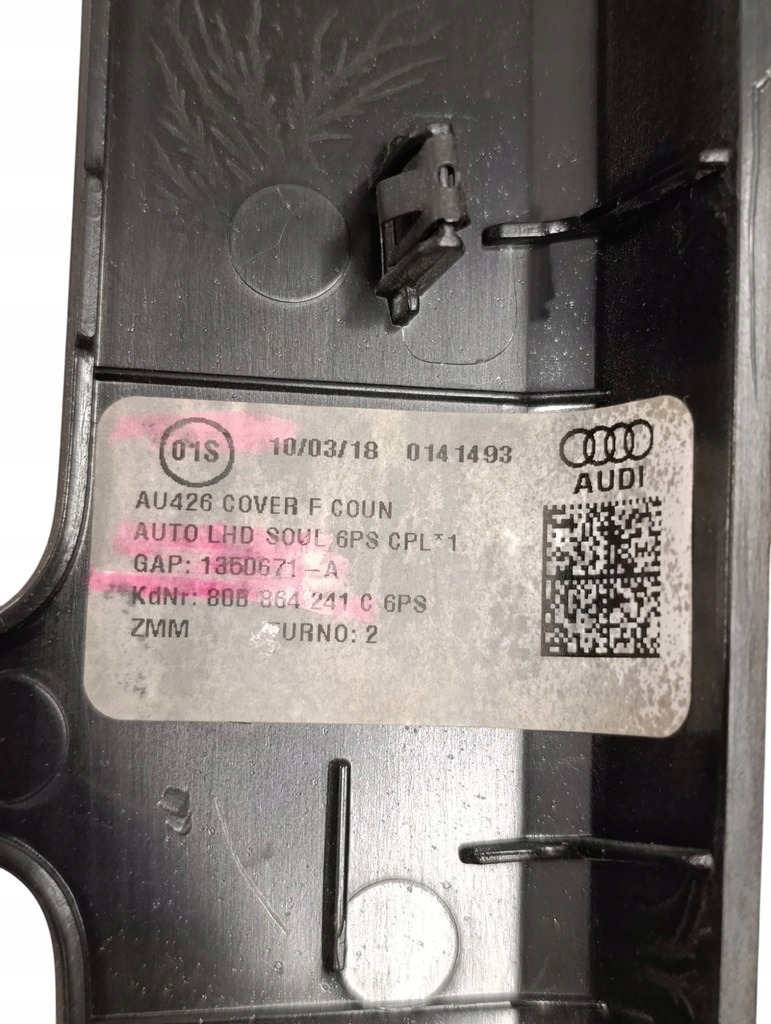 01S 10/03/18 0141493
AUDI
AU426 COVER F COUN
AUTO LHD SOUL 6PS CPL*1
GAP: 1350671-A
KdNr: 80B 864 241 C 6PS
ZMM TURNO: 2